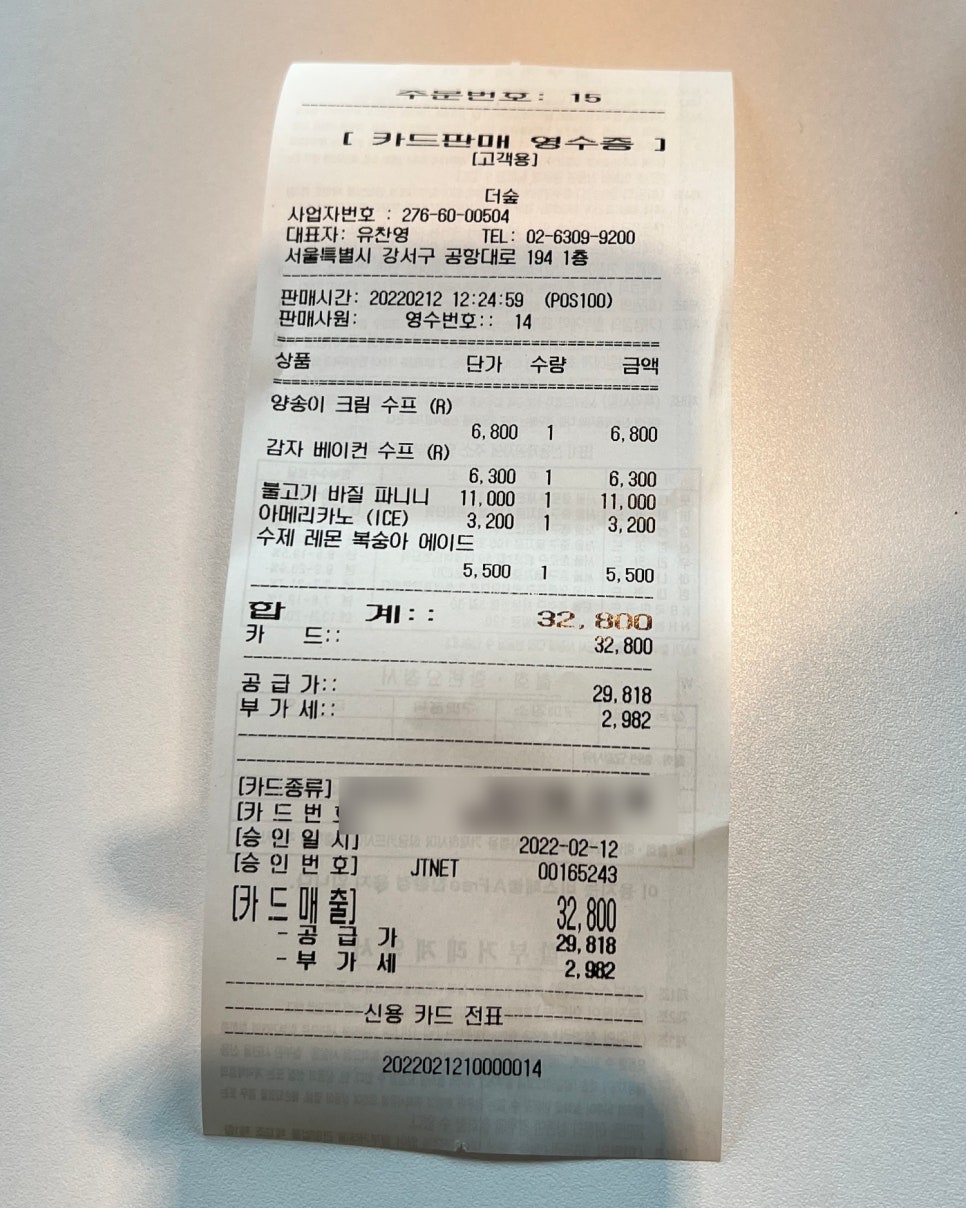 주문번호: 15
[ 카드판매 영수증 ]
[고객용]
더숲
사업자번호 : 276-60-00504
대표자: 유찬영 TEL: 02-6309-9200
서울특별시 강서구 공항대로 194 1층
판매시간: 20220212 12:24:59 (POS100)
판매사원: 영수번호:: 14
상품 단가 수량 금액
양송이 크림 수프 (R)
6,800 1 6,800
감자 베이컨 수프 (R)
6,300 1 6,300
불고기 바질 파니니 11,000 1 11,000
아메리카노 (ICE) 3,200 1 3,200
수제 레몬 복숭아 에이드
5,500 1 5,500
합 계:: 32,800
카 드:: 32,800
공 급 가:: 29,818
부 가 세:: 2,982
[카드종류]
[카 드 번 호
[승 인 일 시] 2022-02-12
[승 인 번 호] JTNET 00165243
[카 드 매 출] 32,800
- 공 급 가 29,818
- 부 가 세 2,982
신용 카드 전표
2022021210000014